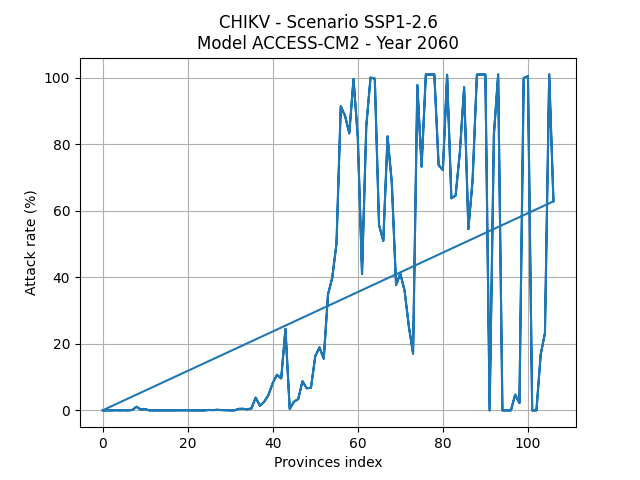 CHIKV - Scenario SSP1-2.6
Model ACCESS-CM2 - Year 2060
100
80
60
40
20
0
Attack rate (%)
0 20 40 60 80 100
Provinces index